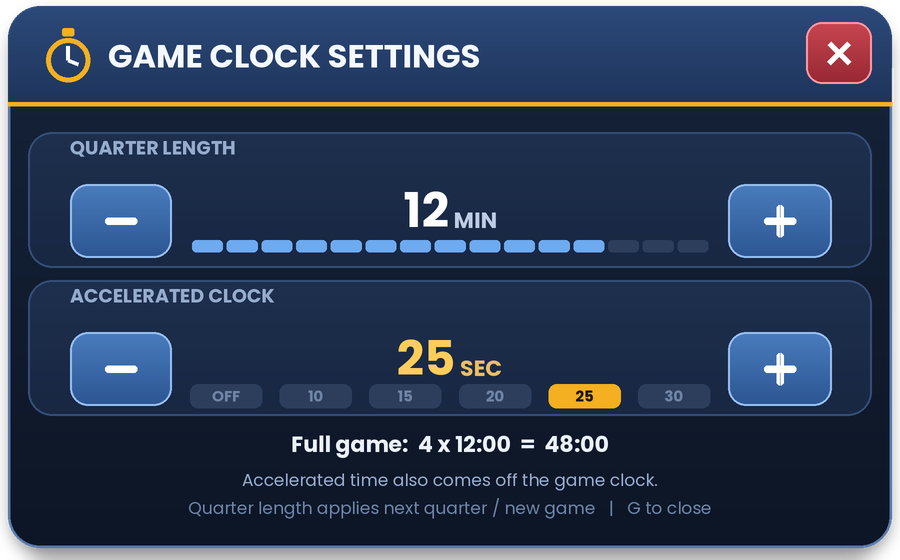 GAME CLOCK SETTINGS
QUARTER LENGTH
12 MIN
ACCELERATED CLOCK
25 SEC
OFF 10 15 20 25 30
Full game: 4 x 12:00 = 48:00
Accelerated time also comes off the game clock.
Quarter length applies next quarter / new game | G to close